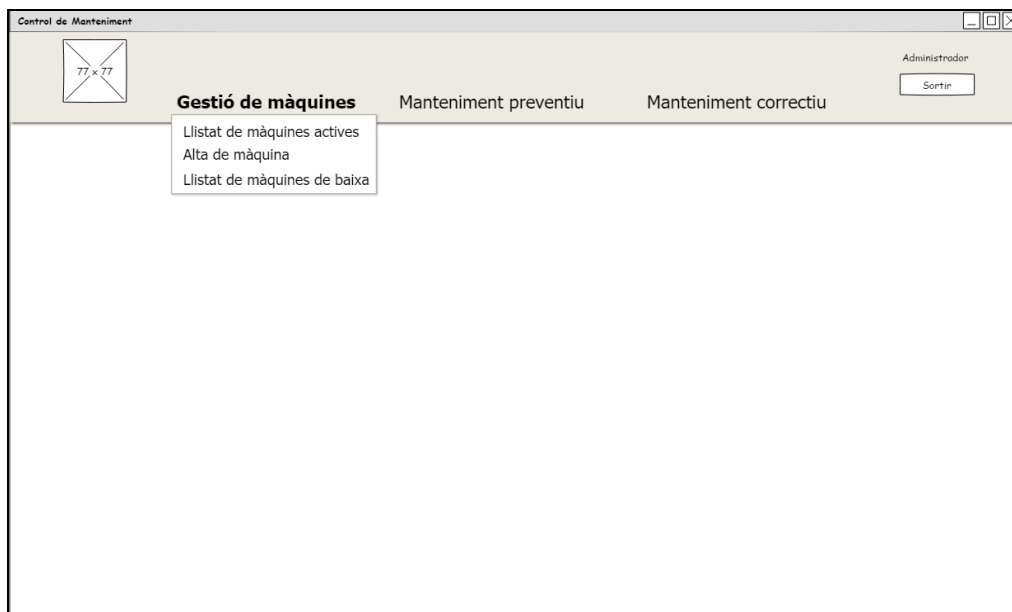 Control de Manteniment
77 x 77
Administrador
Sortir
Gestió de màquines
Manteniment preventiu
Manteniment correctiu
Llistat de màquines actives
Alta de màquina
Llistat de màquines de baixa